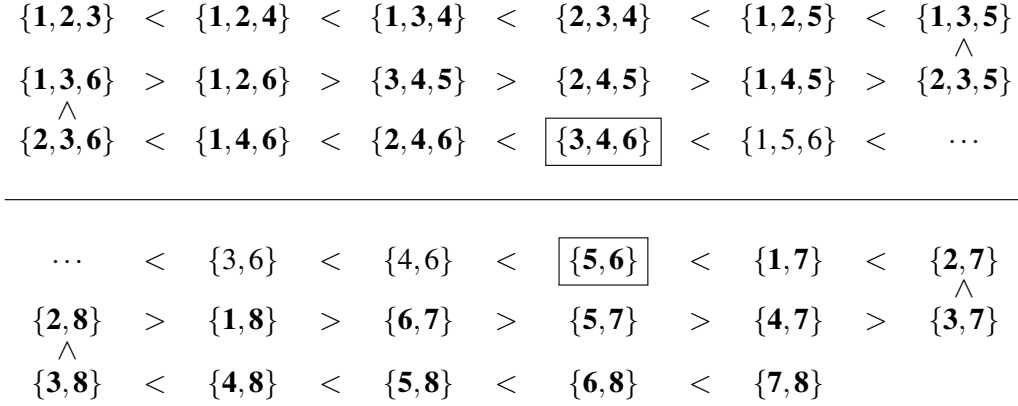 {1,2,3} < {1,2,4} < {1,3,4} < {2,3,4} < {1,2,5} < {1,3,5}
∧
{1,3,6} > {1,2,6} > {3,4,5} > {2,4,5} > {1,4,5} > {2,3,5}
∧
{2,3,6} < {1,4,6} < {2,4,6} < {3,4,6} < {1,5,6} < ⋯
⋯ < {3,6} < {4,6} < {5,6} < {1,7} < {2,7}
∧
{2,8} > {1,8} > {6,7} > {5,7} > {4,7} > {3,7}
∧
{3,8} < {4,8} < {5,8} < {6,8} < {7,8}